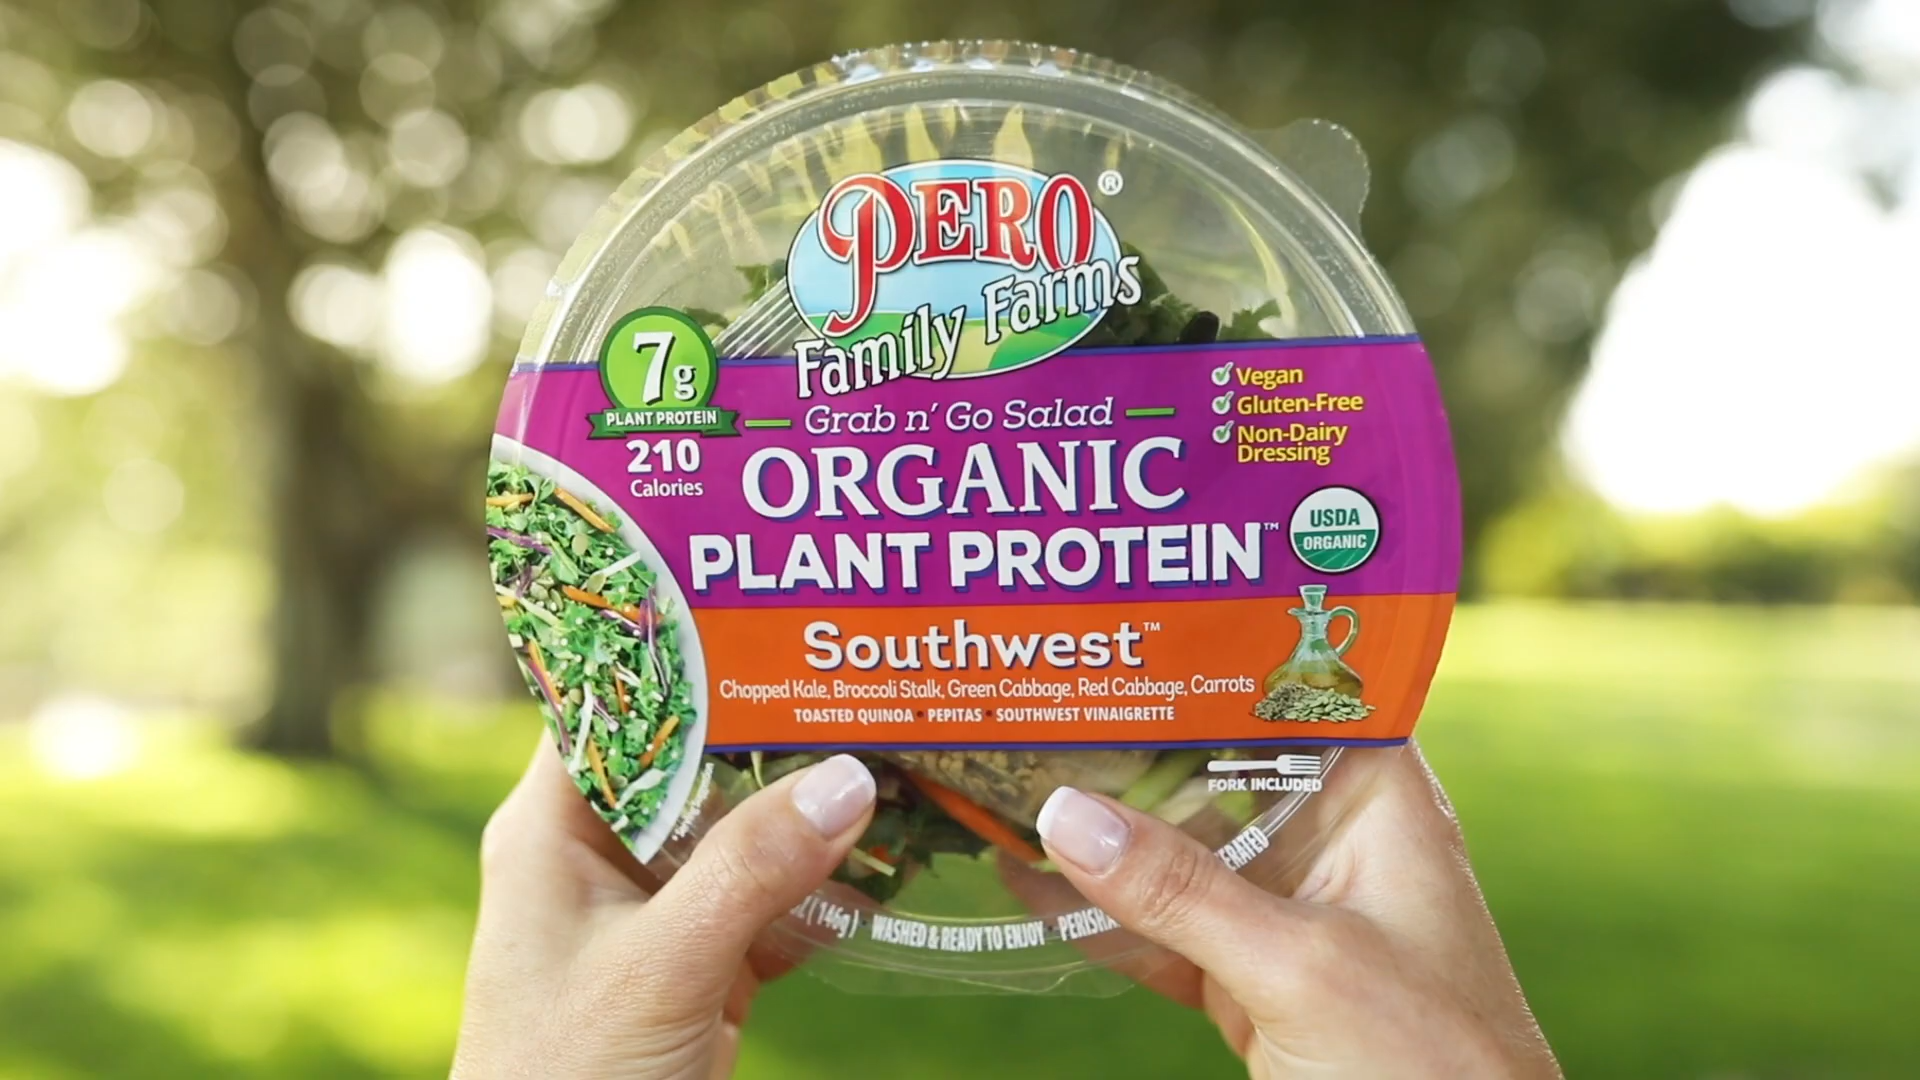 PERO®
Family Farms
7g
PLANT PROTEIN
210
Calories
Grab n' Go Salad
ORGANIC
PLANT PROTEIN™
Vegan
Gluten-Free
Non-Dairy
Dressing
USDA
ORGANIC
Southwest™
Chopped Kale, Broccoli Stalk, Green Cabbage, Red Cabbage, Carrots
TOASTED QUINOA • PEPITAS • SOUTHWEST VINAIGRETTE
FORK INCLUDED
(146g) · WASHED & READY TO ENJOY · PERISHA
ERATED